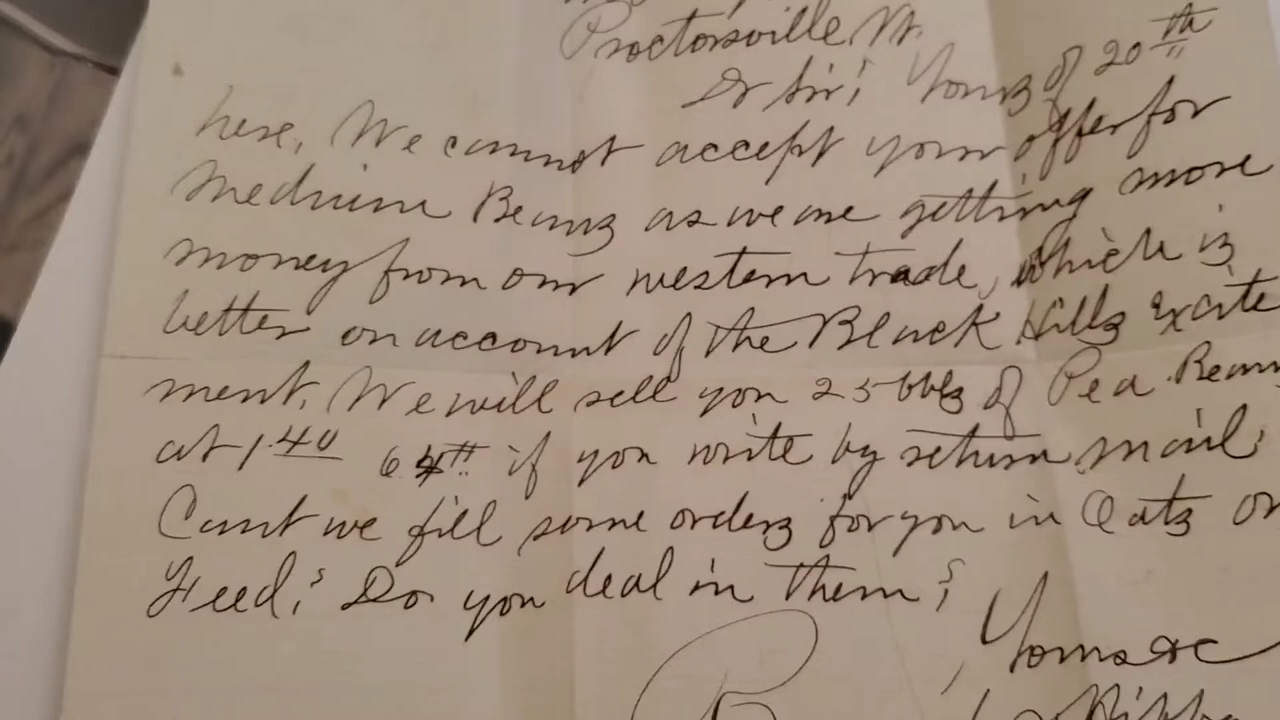 Proctorsville, Vt.
Dr Sir; Yours of 20th
here, We cannot accept your offer for
Medium Beans as we are getting more
money from our western trade, which is
better on account of the Black Hills excite
ment. We will sell you 25 bbls of Pea Beans
at 1 40 if you write by return mail
Cant we fill some orders for you in Oats or
Feed? Do you deal in them?
Yours &c